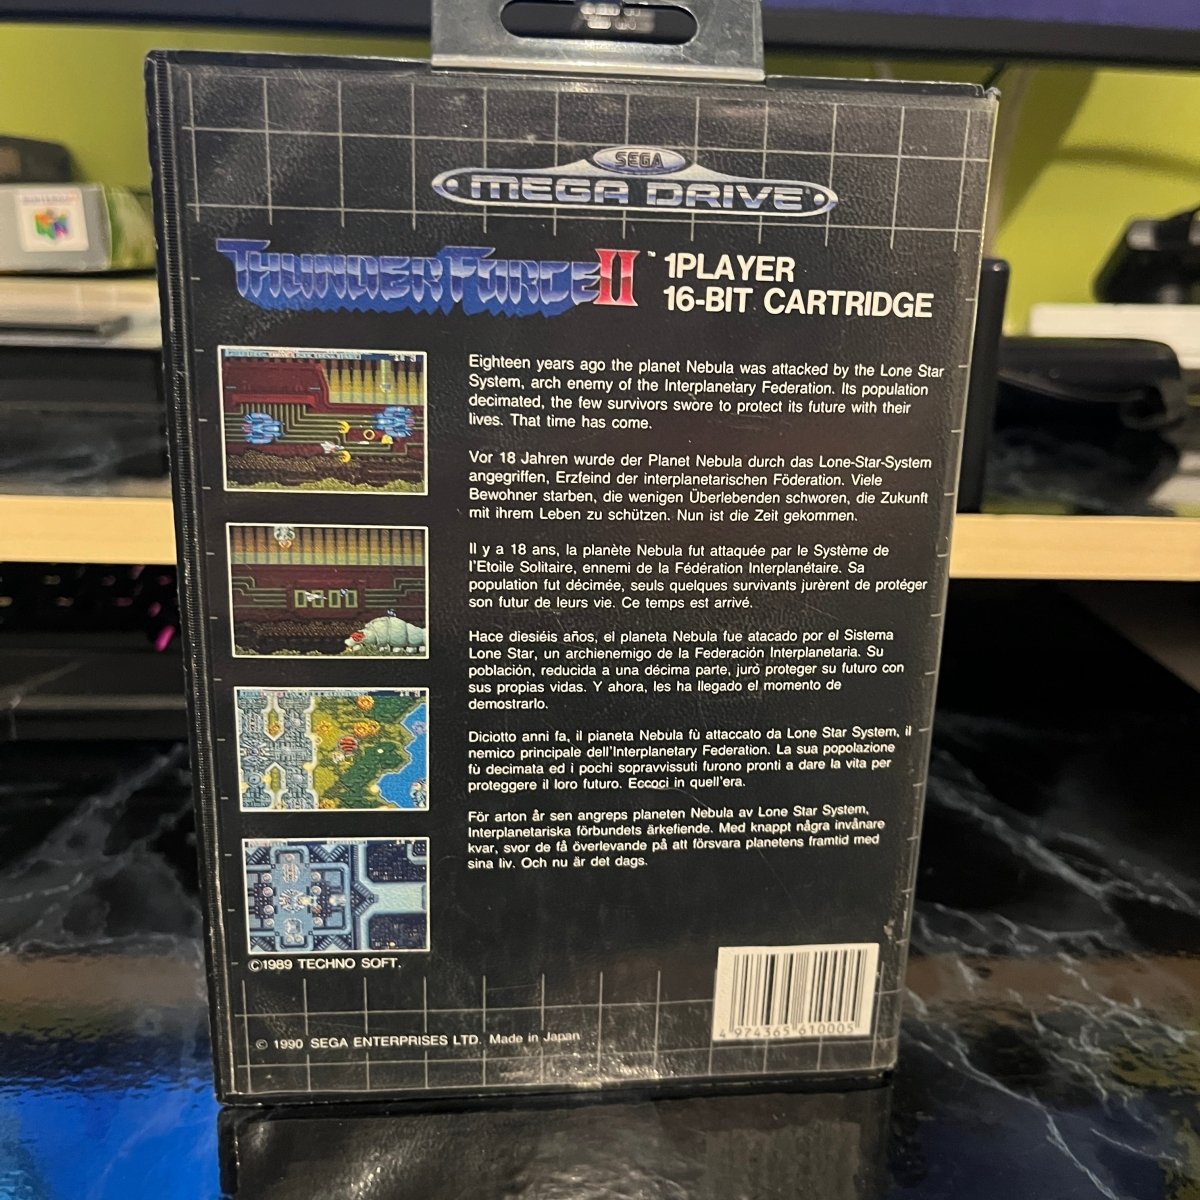 SEGA
MEGA DRIVE
THUNDER FORCE II ™
1PLAYER
16-BIT CARTRIDGE
Eighteen years ago the planet Nebula was attacked by the Lone Star
System, arch enemy of the Interplanetary Federation. Its population
decimated, the few survivors swore to protect its future with their
lives. That time has come.
Vor 18 Jahren wurde der Planet Nebula durch das Lone-Star-System
angegriffen, Erzfeind der interplanetarischen Föderation. Viele
Bewohner starben, die wenigen Überlebenden schworen, die Zukunft
mit ihrem Leben zu schützen. Nun ist die Zeit gekommen.
Il y a 18 ans, la planète Nebula fut attaquée par le Système de
l'Etoile Solitaire, ennemi de la Fédération Interplanétaire. Sa
population fut décimée, seuls quelques survivants jurèrent de protéger
son futur de leurs vie. Ce temps est arrivé.
Hace diesiéis años, el planeta Nebula fue atacado por el Sistema
Lone Star, un archienemigo de la Federación Interplanetaria. Su
población, reducida a una décima parte, juró proteger su futuro con
sus propias vidas. Y ahora, les ha llegado el momento de
demostrarlo.
Diciotto anni fa, il pianeta Nebula fù attaccato da Lone Star System, il
nemico principale dell'Interplanetary Federation. La sua popolazione
fù decimata ed i pochi sopravvissuti furono pronti a dare la vita per
proteggere il loro futuro. Eccoci in quell'era.
För arton år sen angreps planeten Nebula av Lone Star System,
Interplanetariska förbundets ärkefiende. Med knappt några invånare
kvar, svor de få överlevande på att försvara planetens framtid med
sina liv. Och nu är det dags.
©1989 TECHNO SOFT.
4 974365 610005
© 1990 SEGA ENTERPRISES LTD. Made in Japan